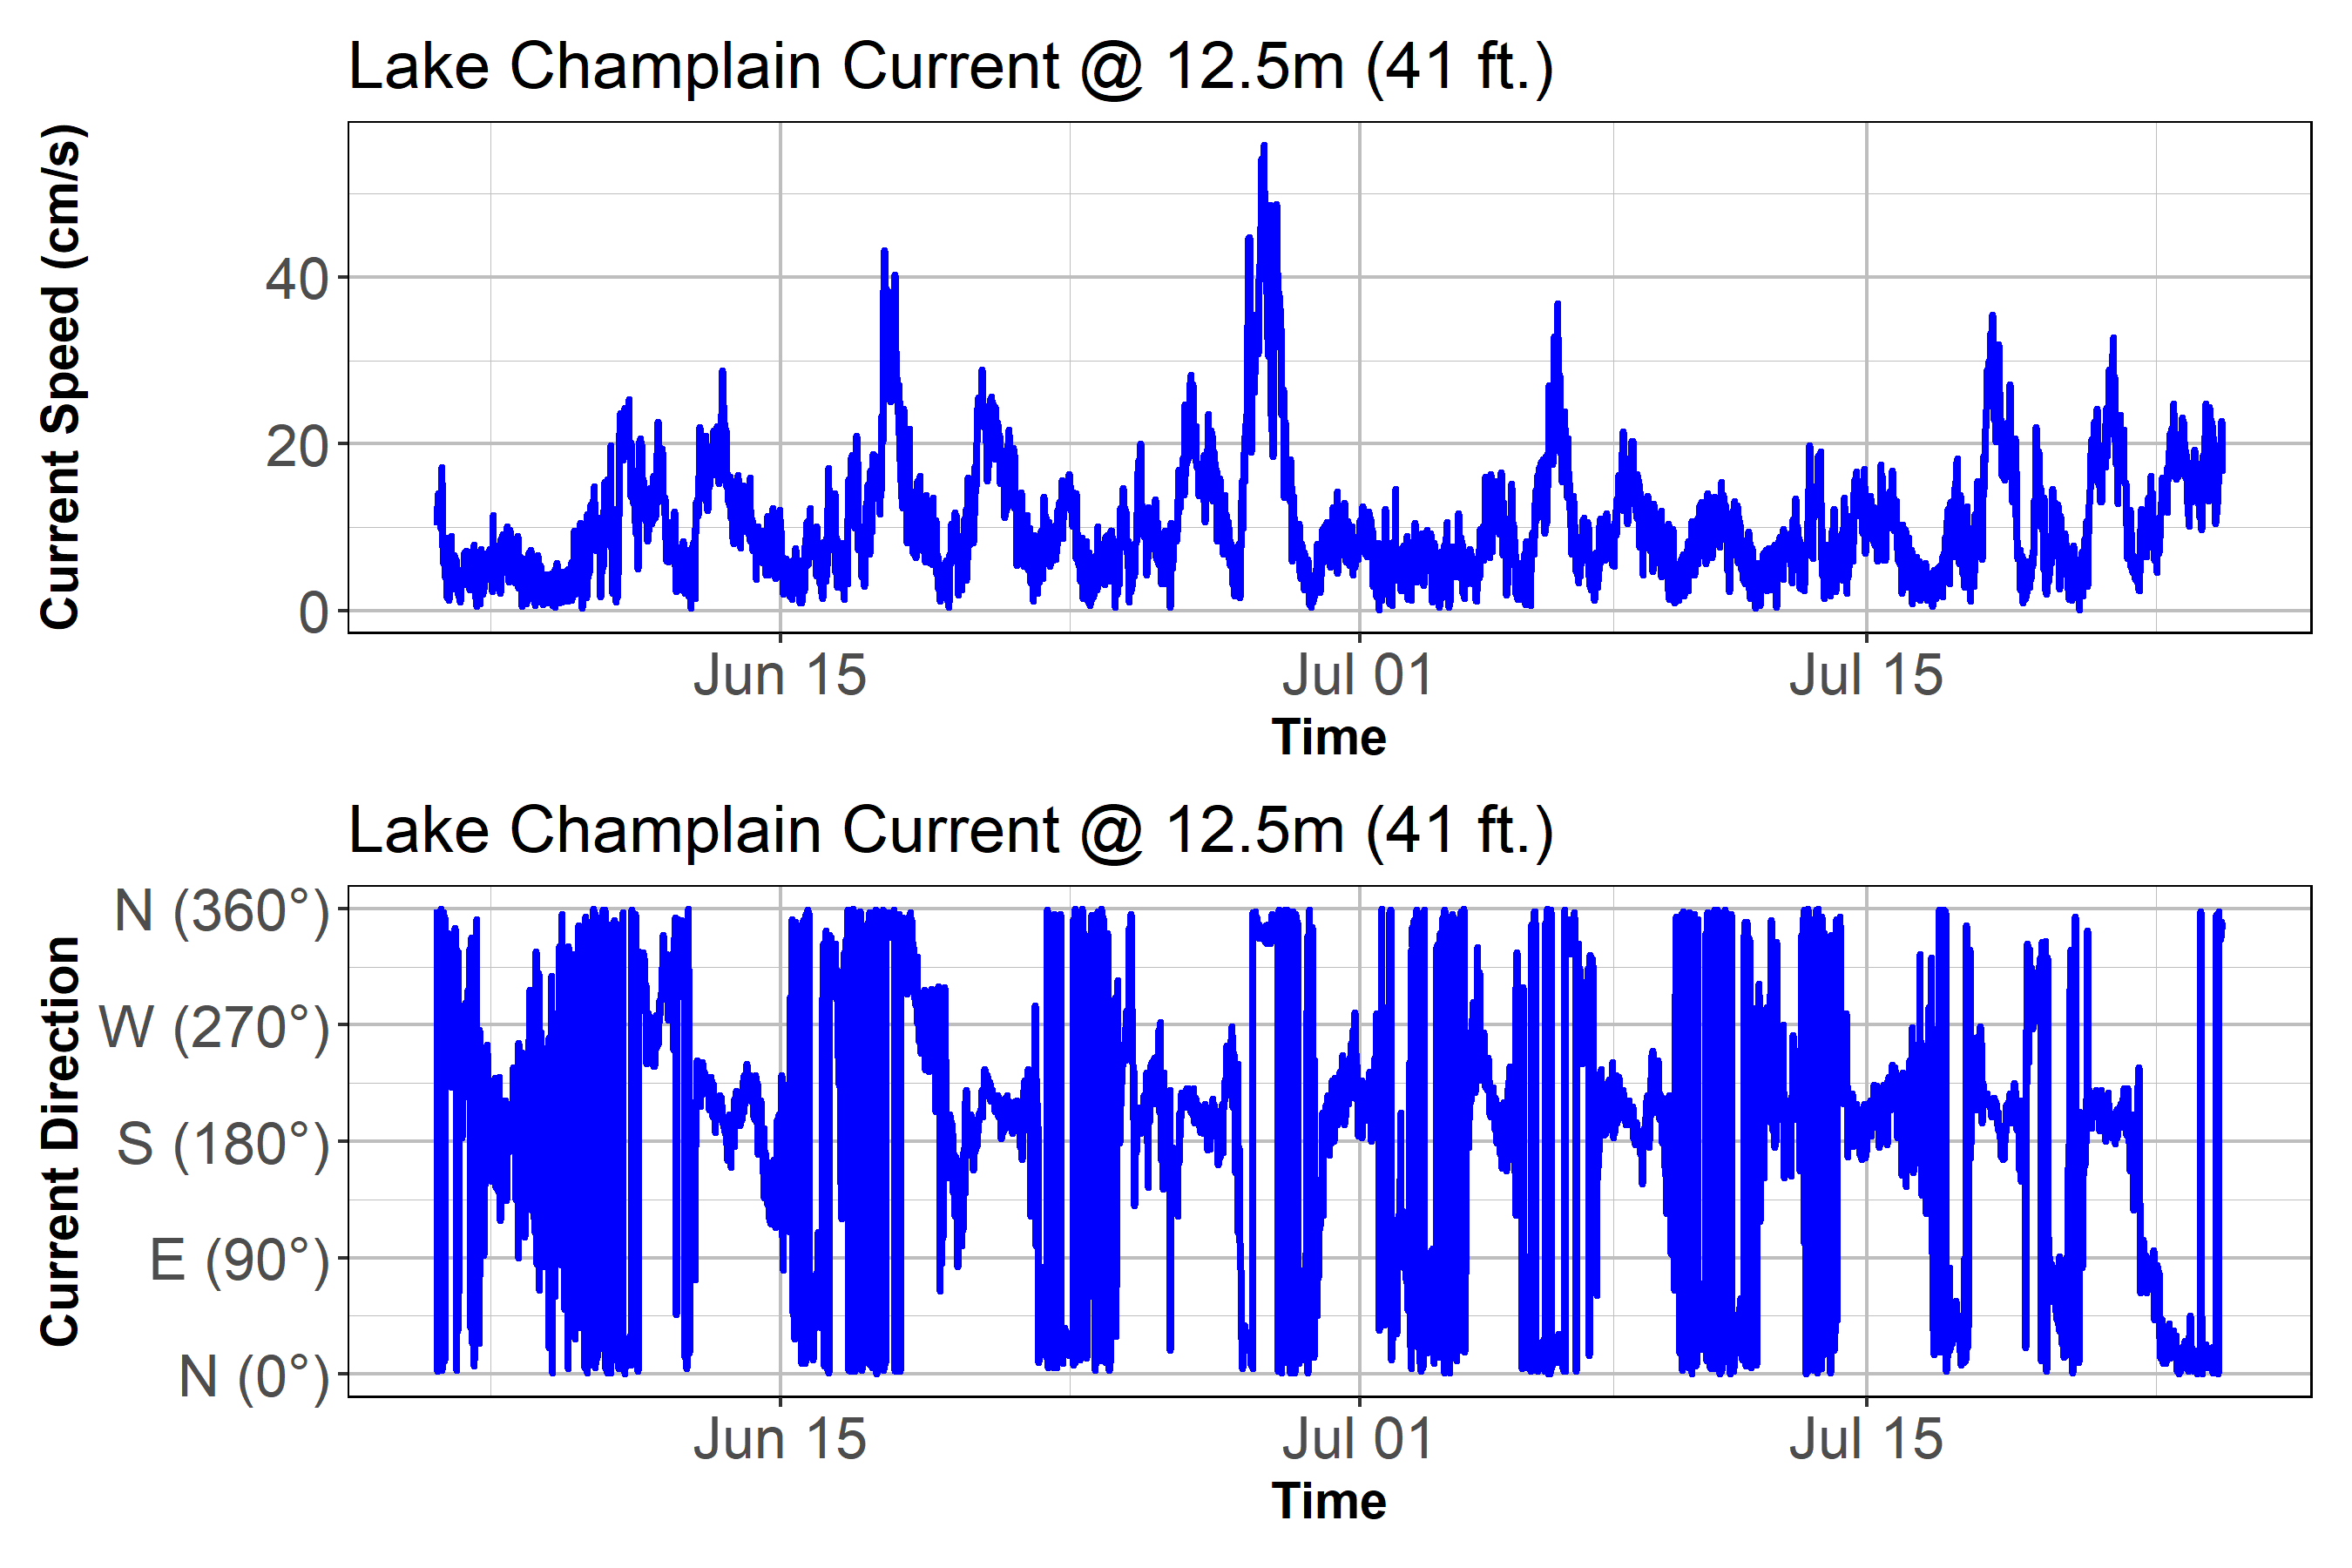 Lake Champlain Current @ 12.5m (41 ft.)
Current Speed (cm/s)
40
20
0
Jun 15
Jul 01
Jul 15
Time
Lake Champlain Current @ 12.5m (41 ft.)
Current Direction
N (360°)
W (270°)
S (180°)
E (90°)
N (0°)
Jun 15
Jul 01
Jul 15
Time